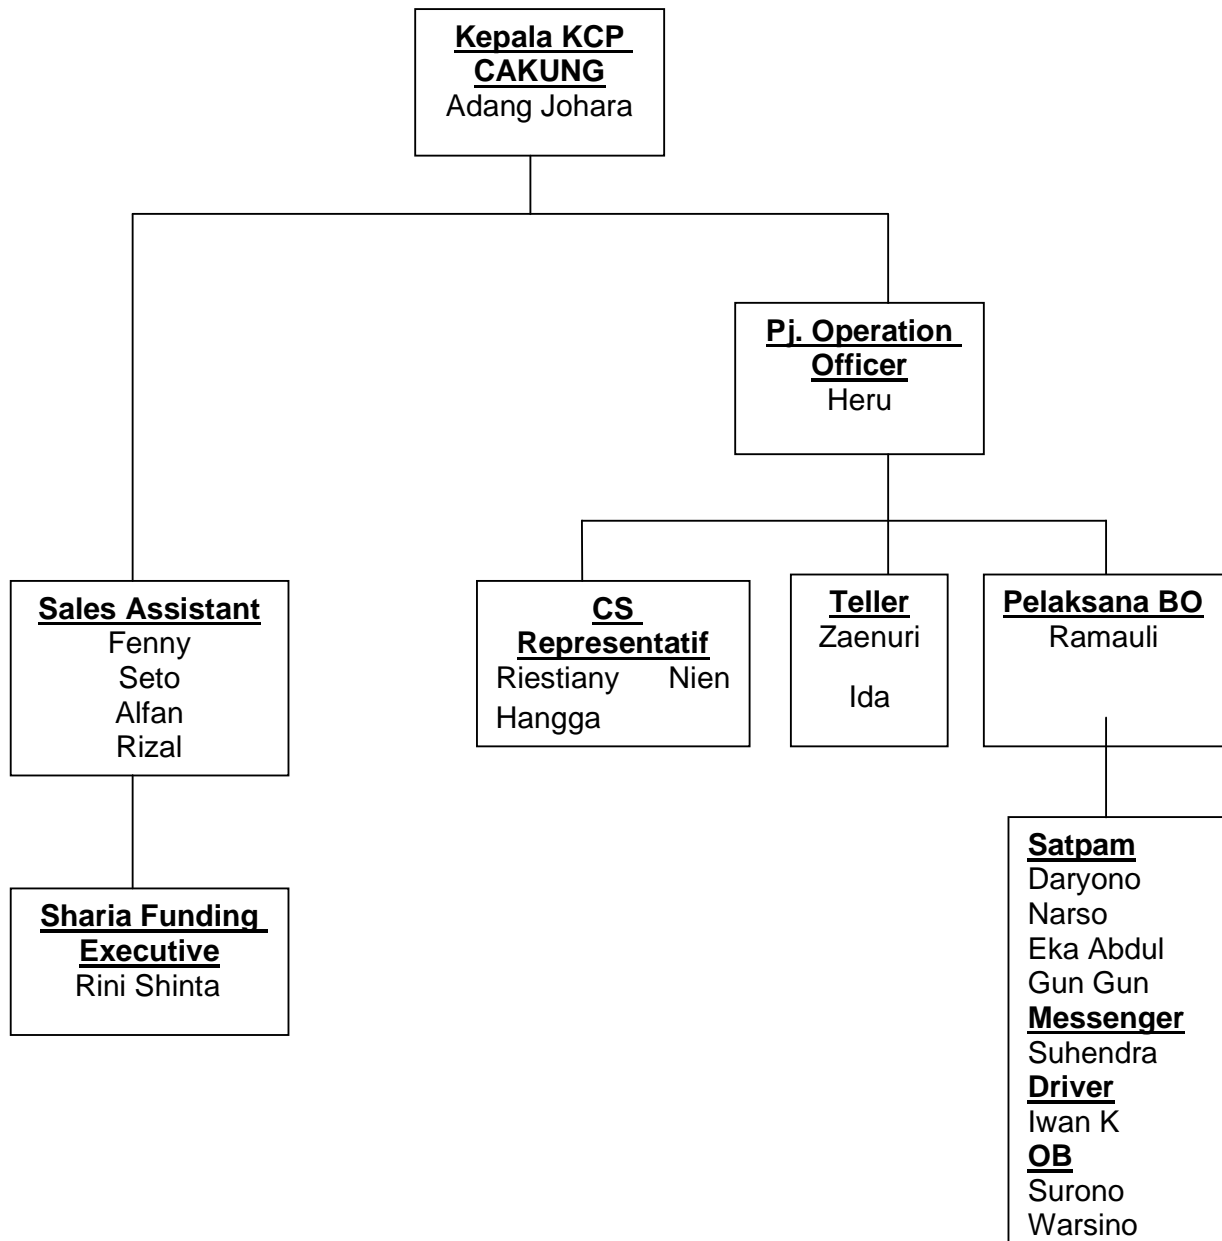 Kepala KCP
CAKUNG
Adang Johara
Pj. Operation
Officer
Heru
Sales Assistant
Fenny
Seto
Alfan
Rizal
CS
Representatif
Riestiany Nien
Hangga
Teller
Zaenuri
Ida
Pelaksana BO
Ramauli
Sharia Funding
Executive
Rini Shinta
Satpam
Daryono
Narso
Eka Abdul
Gun Gun
Messenger
Suhendra
Driver
Iwan K
OB
Surono
Warsino